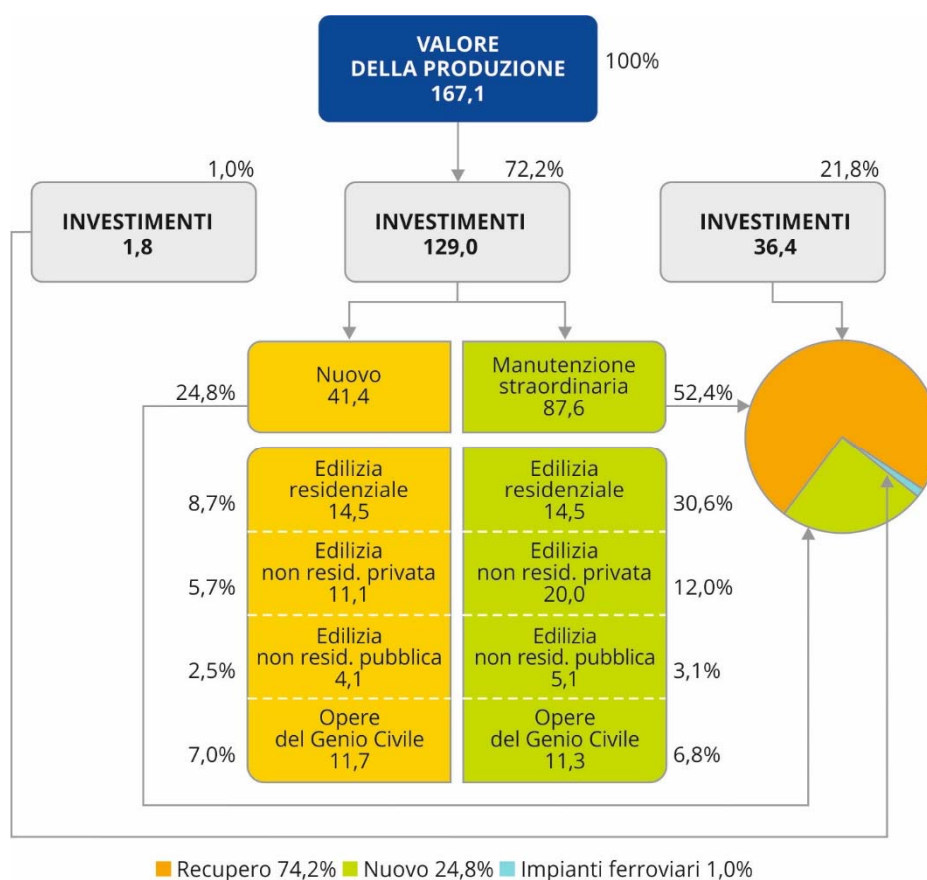 VALORE
DELLA PRODUZIONE
167,1
100%
1,0%
72,2%
21,8%
INVESTIMENTI
1,8
INVESTIMENTI
129,0
INVESTIMENTI
36,4
24,8%
Nuovo
41,4
Manutenzione
straordinaria
87,6
52,4%
8,7%
Edilizia
residenziale
14,5
Edilizia
residenziale
14,5
30,6%
5,7%
Edilizia
non resid. privata
11,1
Edilizia
non resid. privata
20,0
12,0%
2,5%
Edilizia
non resid. pubblica
4,1
Edilizia
non resid. pubblica
5,1
3,1%
7,0%
Opere
del Genio Civile
11,7
Opere
del Genio Civile
11,3
6,8%
Recupero 74,2% Nuovo 24,8% Impianti ferroviari 1,0%